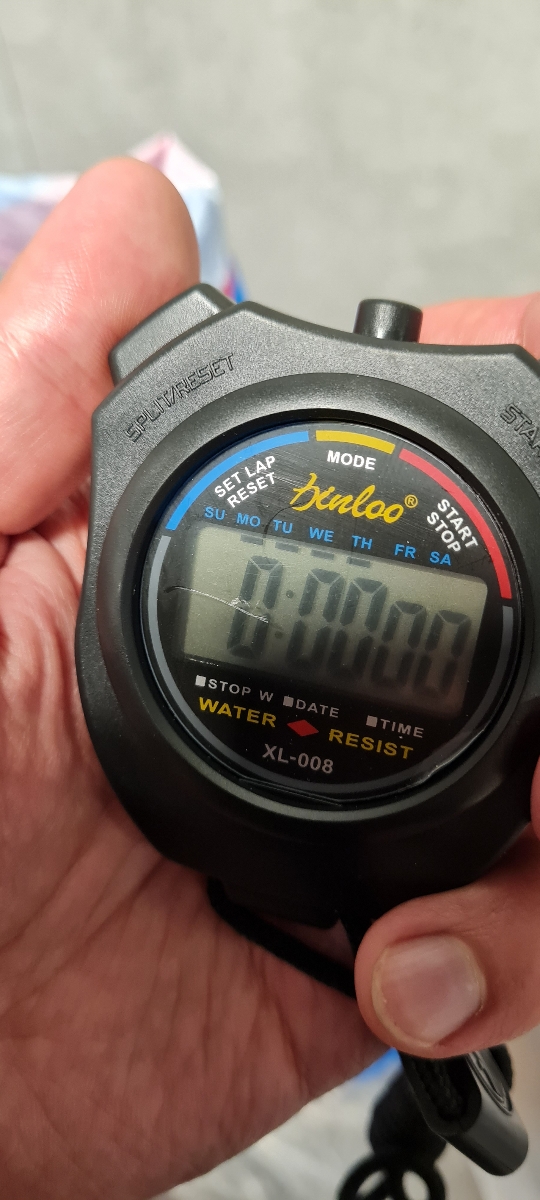 SPLIT/RESET
STAR
MODE
SET LAP
RESET
binloo®
START
STOP
SU MO TU WE TH FR SA
0:0000
STOP W DATE TIME
WATER RESIST
XL-008